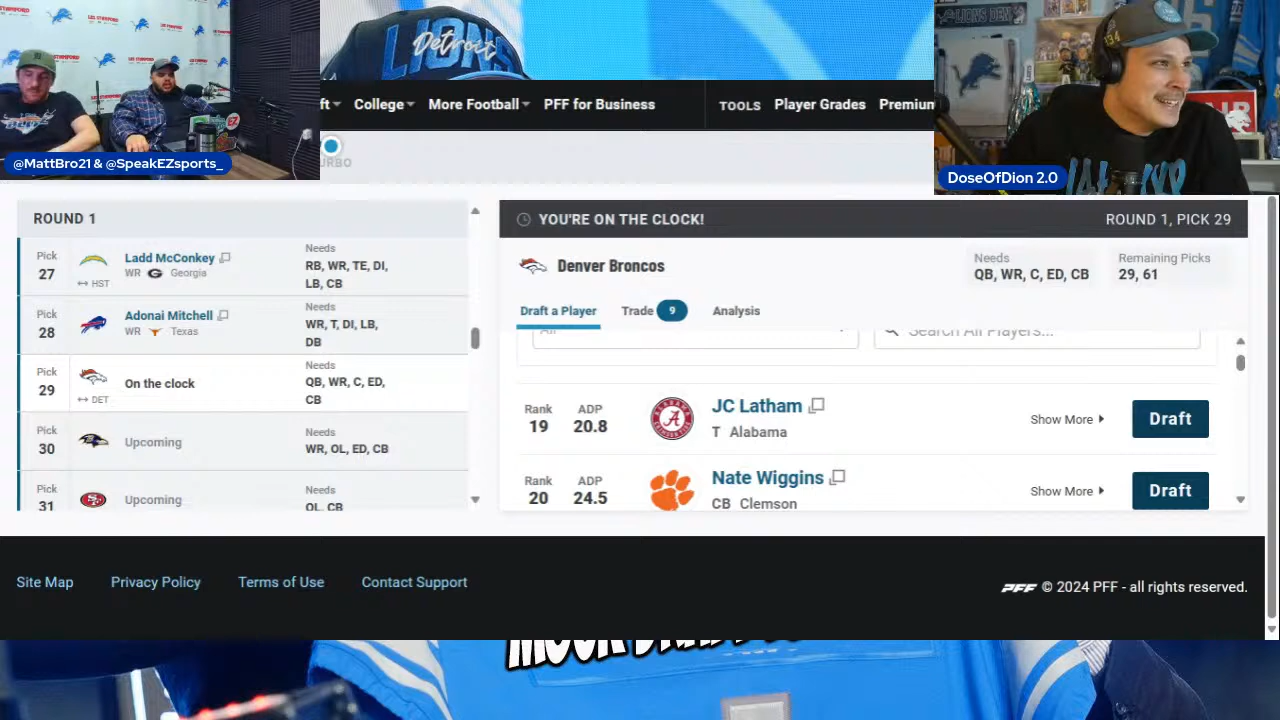 LIONS DEN
LIONS
Detroit
134
@MattBro21 & @SpeakEZsports_
DoseOfDion 2.0
College
More Football
PFF for Business
TOOLS
Player Grades
Premium
ROUND 1
Pick
27
HST
Ladd McConkey
WR Georgia
Needs
RB, WR, TE, DI,
LB, CB
Pick
28
Adonai Mitchell
WR Texas
Needs
WR, T, DI, LB,
DB
Pick
29
DET
On the clock
Needs
QB, WR, C, ED,
CB
Pick
30
Upcoming
Needs
WR, OL, ED, CB
Pick
31
Upcoming
Needs
OL, CB
YOU'RE ON THE CLOCK!
ROUND 1, PICK 29
Denver Broncos
Needs
QB, WR, C, ED, CB
Remaining Picks
29, 61
Draft a Player
Trade 9
Analysis
All
Search All Players...
Rank
19
ADP
20.8
JC Latham
T Alabama
Show More
Draft
Rank
20
ADP
24.5
Nate Wiggins
CB Clemson
Show More
Draft
Site Map
Privacy Policy
Terms of Use
Contact Support
PFF © 2024 PFF - all rights reserved.